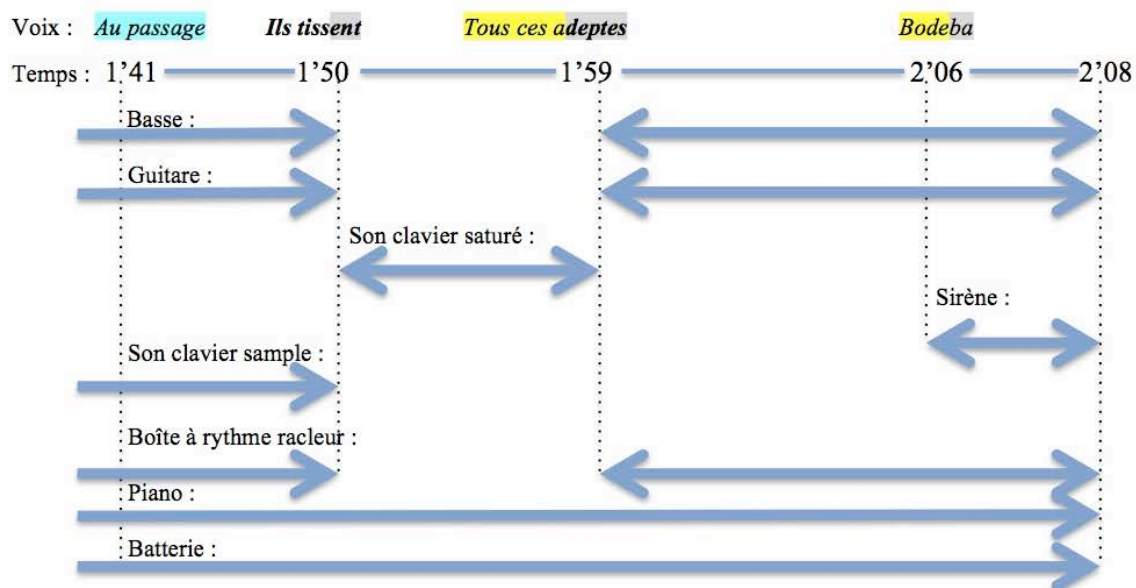 Voix : Au passage Ils tissent Tous ces adeptes Bodeba
Temps : 1'41 1'50 1'59 2'06 2'08
Basse :
Guitare :
Son clavier saturé :
Sirène :
Son clavier sample :
Boîte à rythme racleur :
Piano :
Batterie :